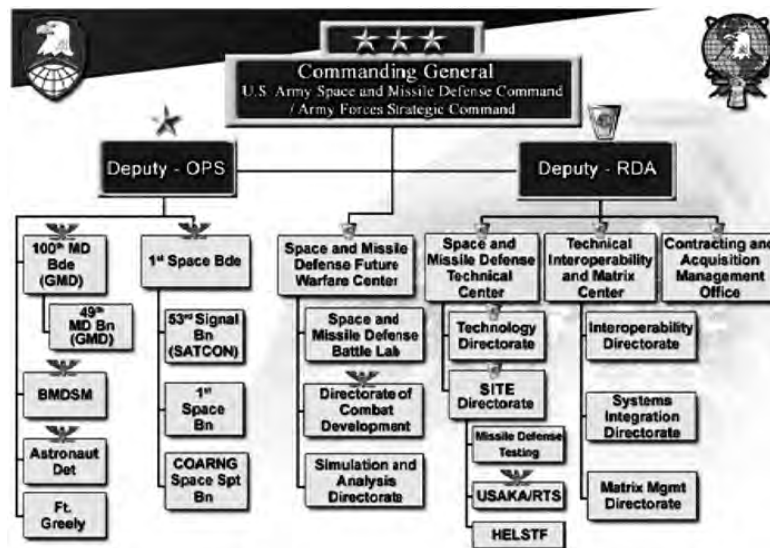 Commanding General
U.S. Army Space and Missile Defense Command
/ Army Forces Strategic Command
Deputy - OPS
Deputy - RDA
100th MD
Bde
(GMD)
49th
MD Bn
(GMD)
BMDSM
Astronaut
Det
Ft.
Greely
1st Space Bde
53rd Signal
Bn
(SATCON)
1st
Space
Bn
COARNG
Space Spt
Bn
Space and Missile
Defense Future
Warfare Center
Space and
Missile Defense
Battle Lab
Directorate of
Combat
Development
Simulation and
Analysis
Directorate
Space and
Missile Defense
Technical
Center
Technology
Directorate
SITE
Directorate
Missile Defense
Testing
USAKA/RTS
HELSTF
Technical
Interoperability
and Matrix
Center
Interoperability
Directorate
Systems
Integration
Directorate
Matrix Mgmt
Directorate
Contracting and
Acquisition
Management
Office